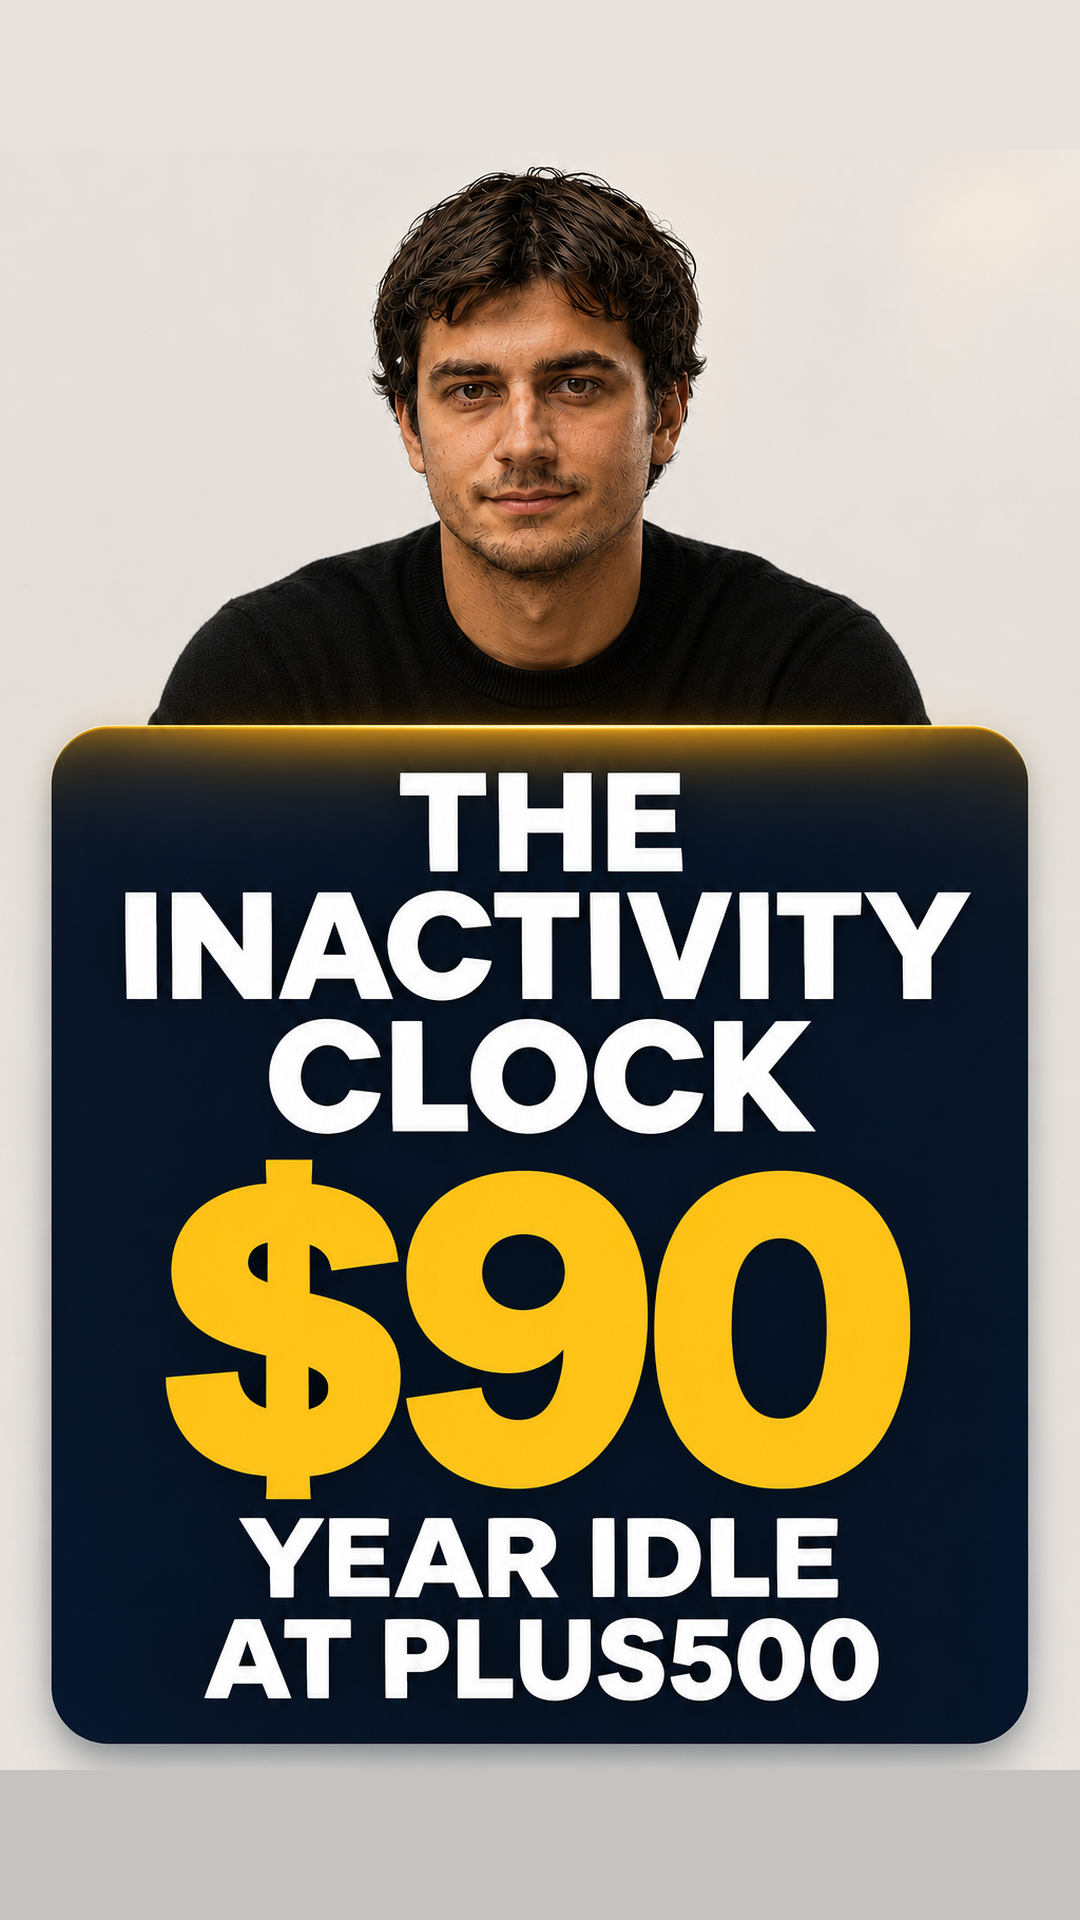 THE
INACTIVITY
CLOCK
$90
YEAR IDLE
AT PLUS500